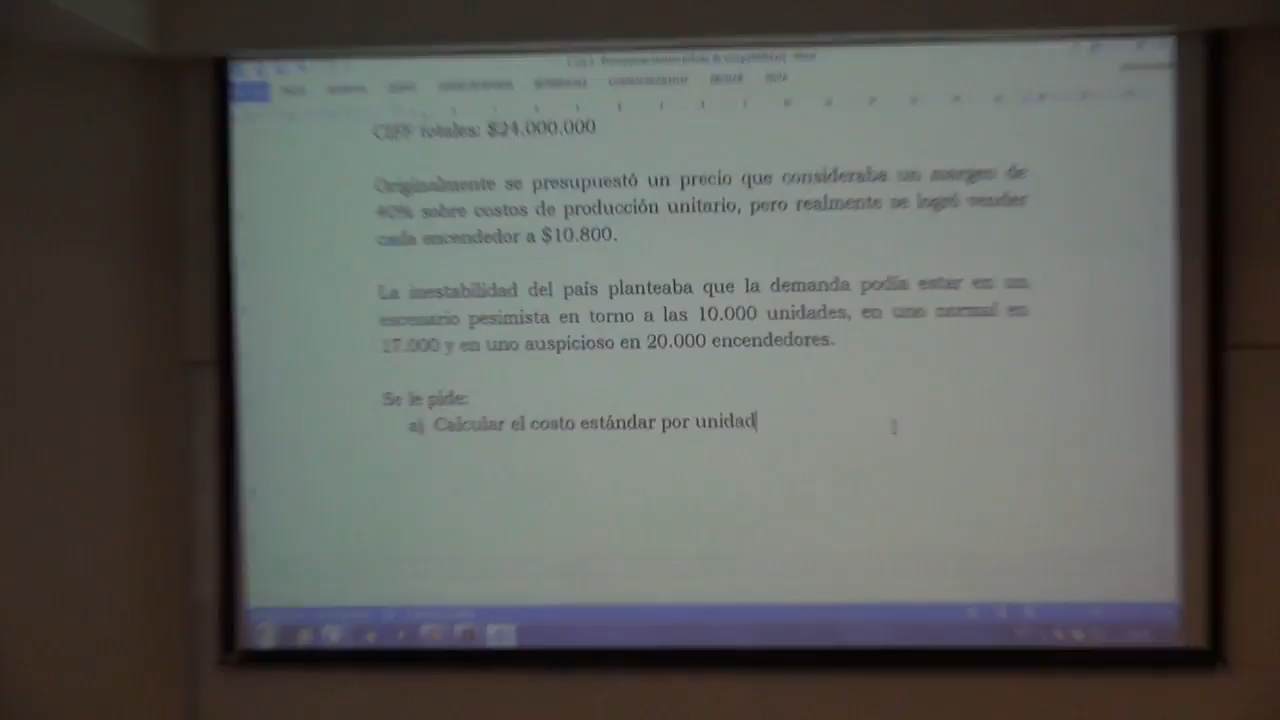 CIFF totales: $24.000.000
Originalmente se presupuestó un precio que consideraba un margen de
40% sobre costos de producción unitario, pero realmente se logró vender
cada encendedor a $10.800.
La inestabilidad del país planteaba que la demanda podía estar en un
escenario pesimista en torno a las 10.000 unidades, en uno normal en
17.000 y en uno auspicioso en 20.000 encendedores.
Se le pide:
a) Calcular el costo estándar por unidad